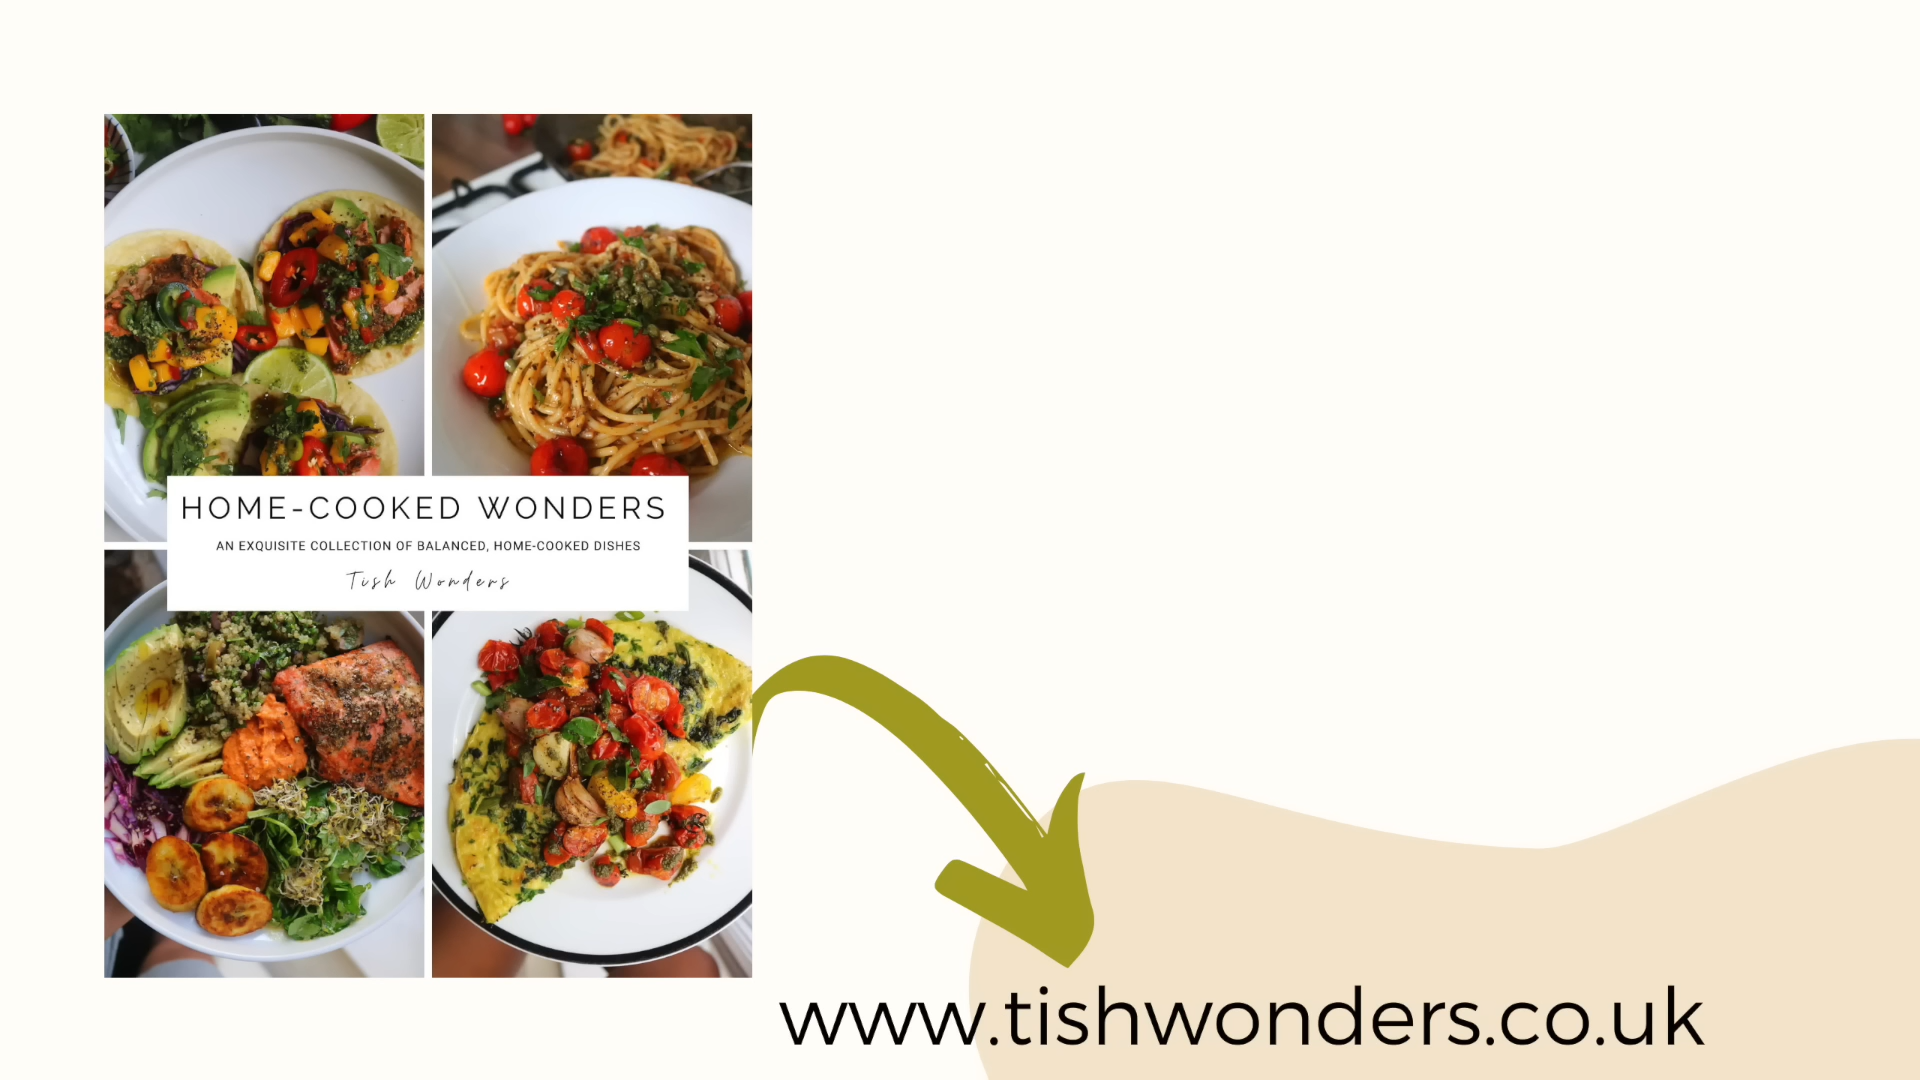 HOME-COOKED WONDERS
AN EXQUISITE COLLECTION OF BALANCED, HOME-COOKED DISHES
Tish Wonders
www.tishwonders.co.uk